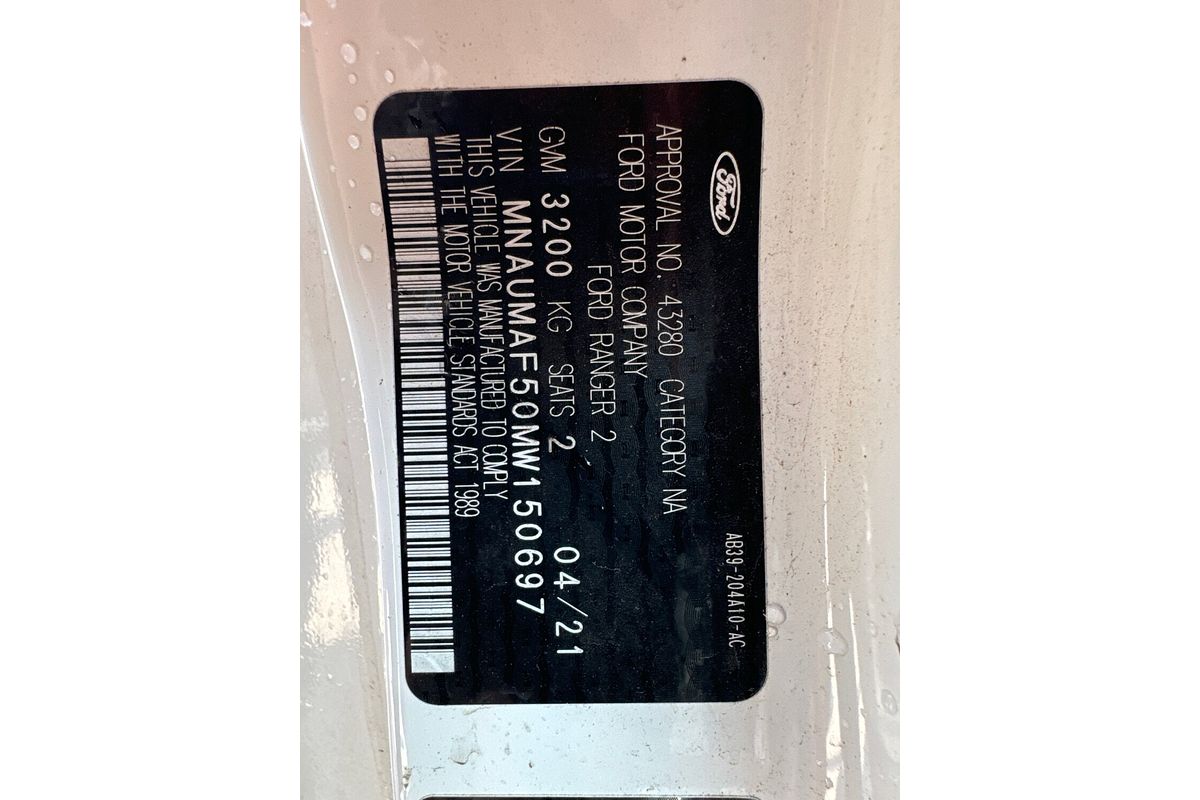 Ford
AB39-204A10-AC
APPROVAL NO. 43280 CATEGORY NA
FORD MOTOR COMPANY
FORD RANGER 2
GVM 3200 KG SEATS 2 04/21
VIN MNAUMAF50MW150697
THIS VEHICLE WAS MANUFACTURED TO COMPLY
WITH THE MOTOR VEHICLE STANDARDS ACT 1989